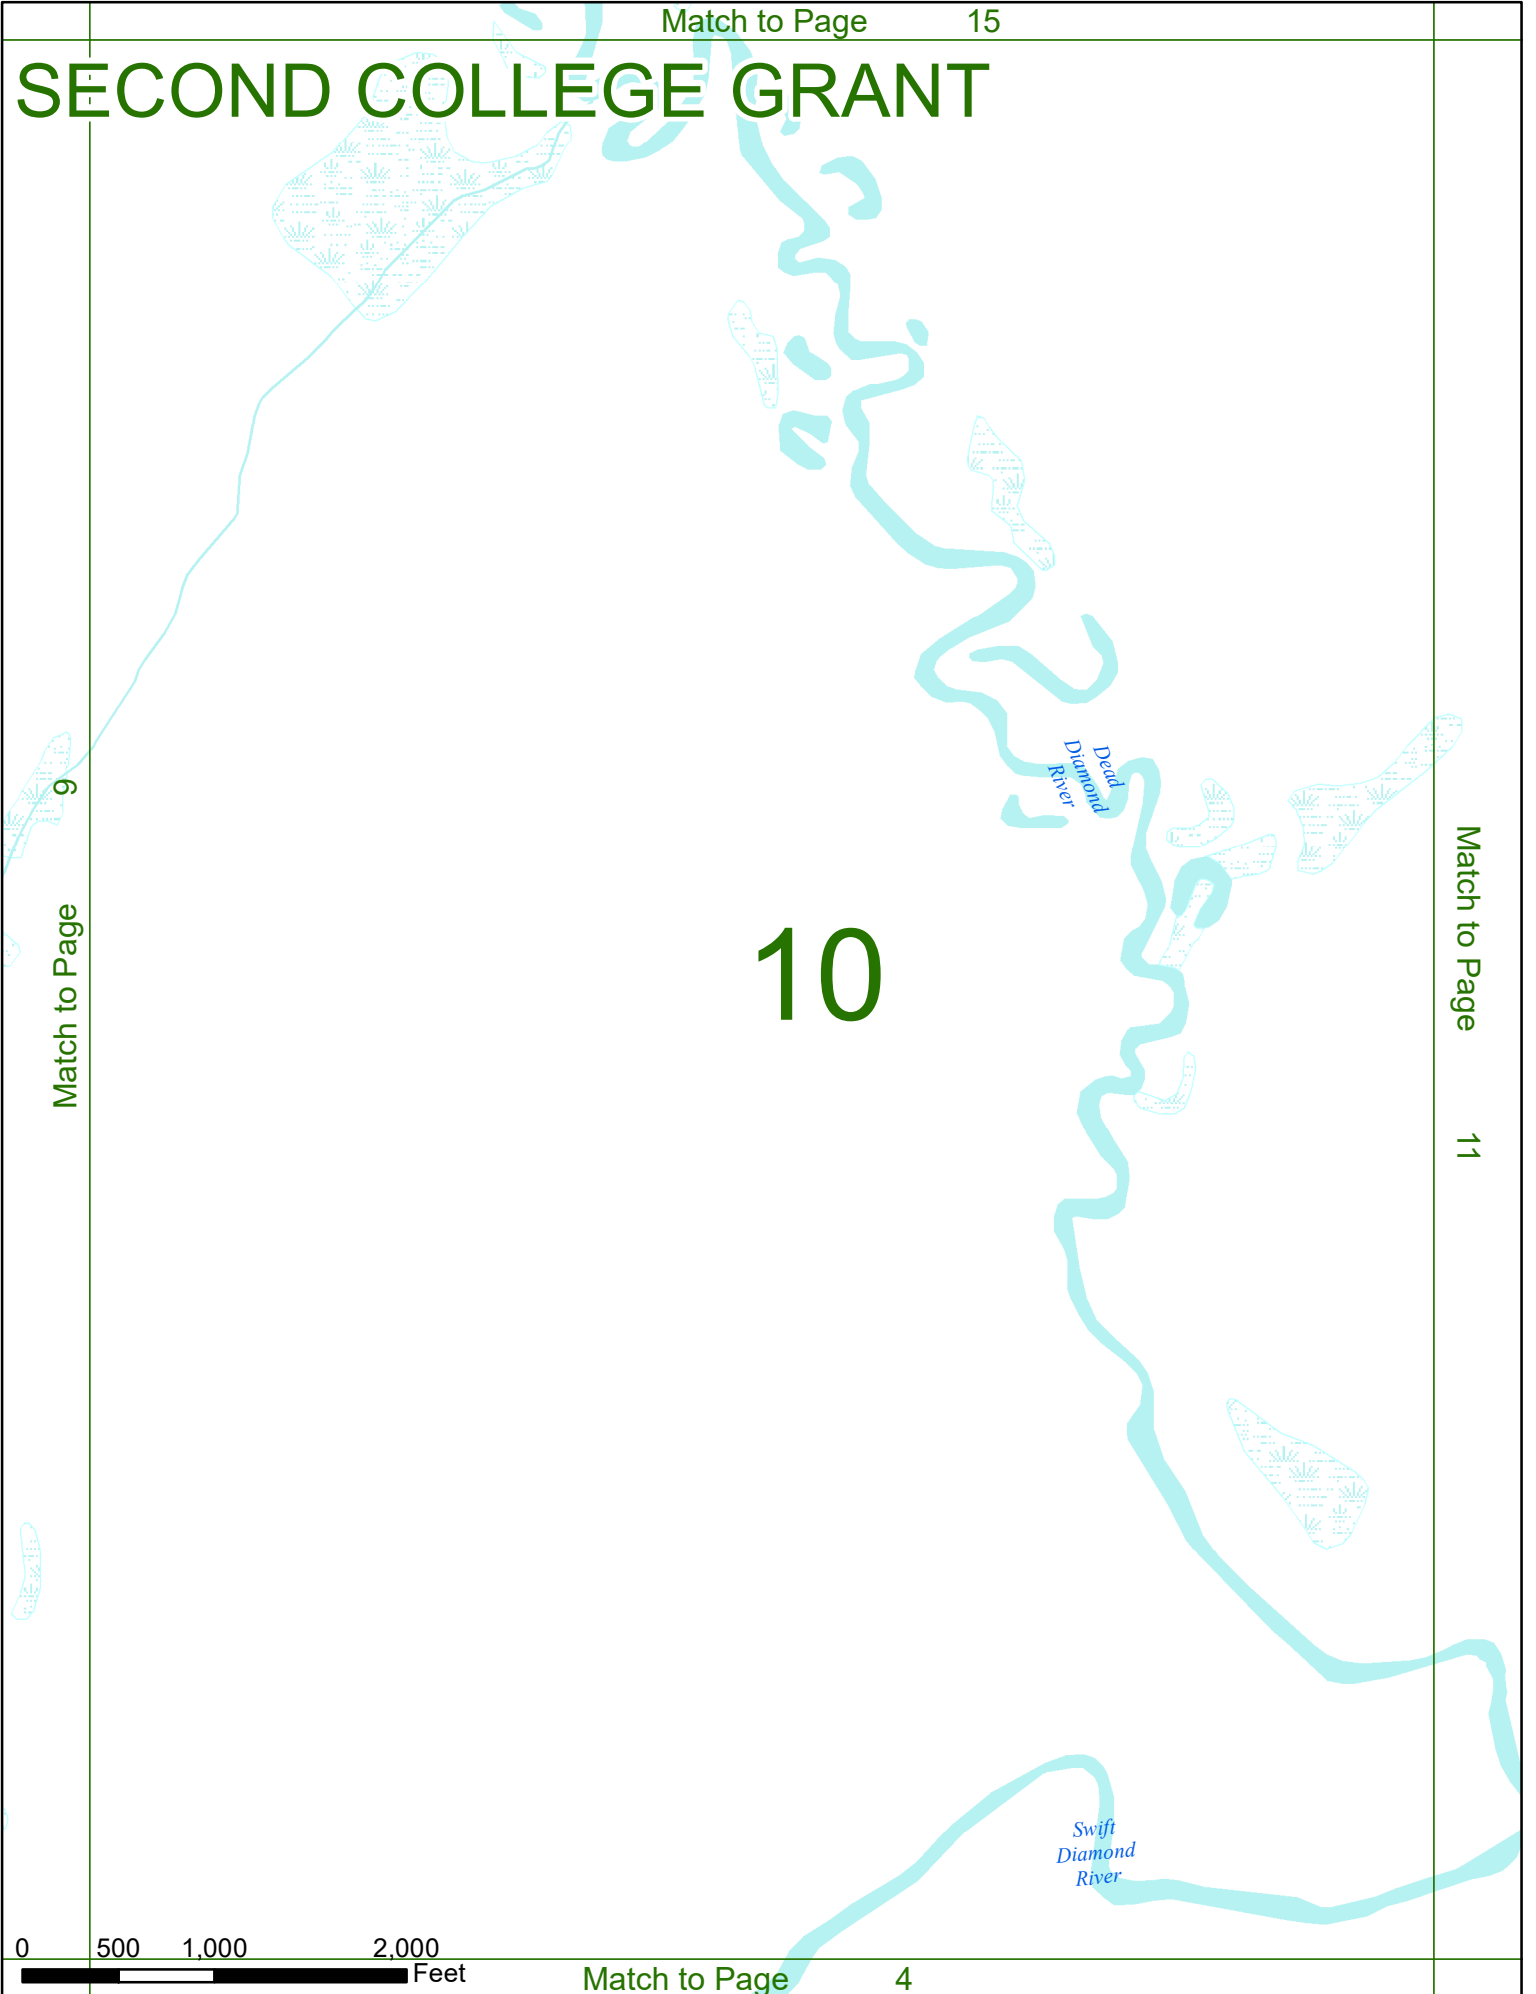 Match to Page 15
SECOND COLLEGE GRANT
Dead
Diamond
River
Match to Page 9
10
Match to Page 11
Swift
Diamond
River
0 500 1,000 2,000
Feet
Match to Page 4